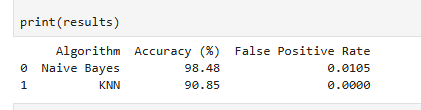 print(results)
Algorithm Accuracy (%) False Positive Rate
0 Naive Bayes 98.48 0.0105
1 KNN 90.85 0.0000